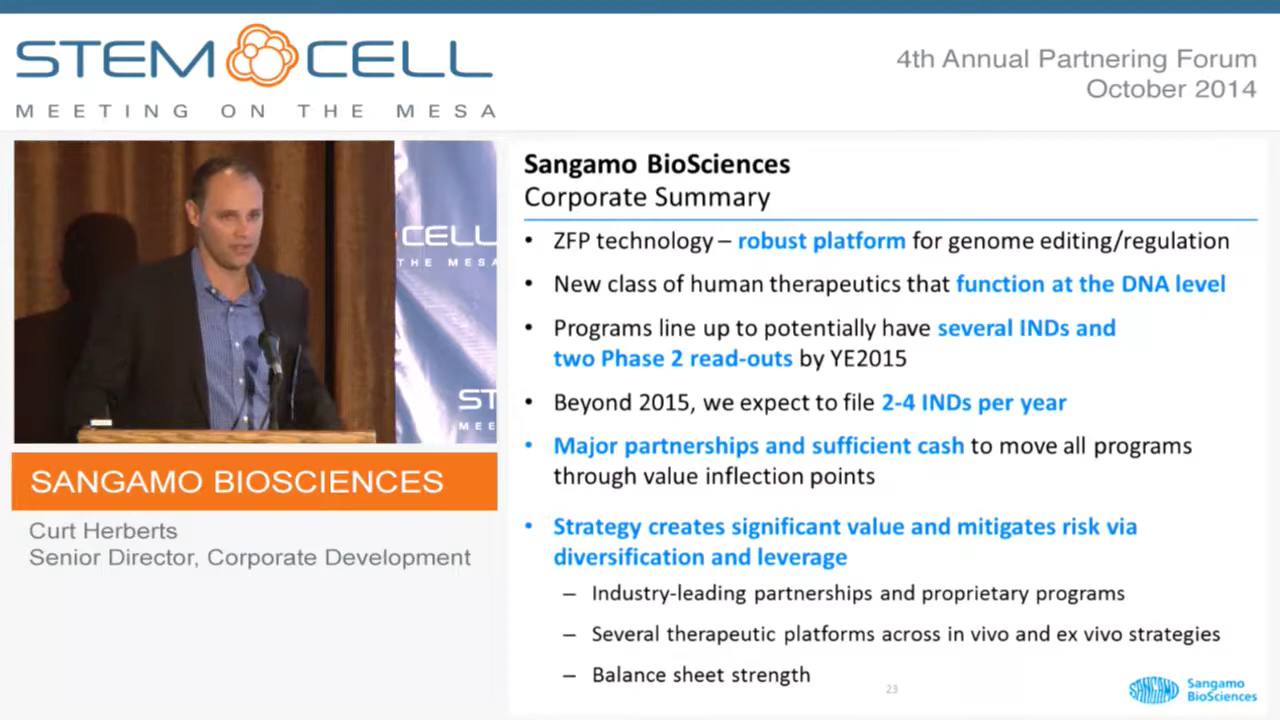 STEM CELL
MEETING ON THE MESA
4th Annual Partnering Forum
October 2014
CELL
THE MESA
ST
MEE
SANGAMO BIOSCIENCES
Curt Herberts
Senior Director, Corporate Development
Sangamo BioSciences
Corporate Summary
• ZFP technology – robust platform for genome editing/regulation
• New class of human therapeutics that function at the DNA level
• Programs line up to potentially have several INDs and
two Phase 2 read-outs by YE2015
• Beyond 2015, we expect to file 2-4 INDs per year
• Major partnerships and sufficient cash to move all programs
through value inflection points
• Strategy creates significant value and mitigates risk via
diversification and leverage
– Industry-leading partnerships and proprietary programs
– Several therapeutic platforms across in vivo and ex vivo strategies
– Balance sheet strength
23
SANGAMO
Sangamo
BioSciences